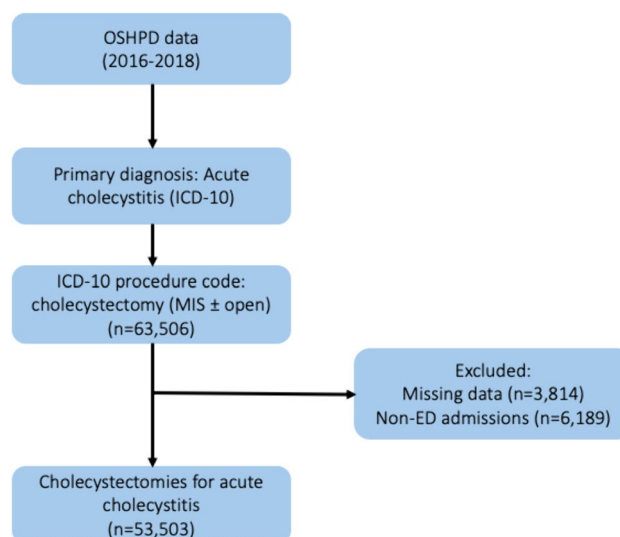 OSHPD data
(2016-2018)
Primary diagnosis: Acute
cholecystitis (ICD-10)
ICD-10 procedure code:
cholecystectomy (MIS ± open)
(n=63,506)
Excluded:
Missing data (n=3,814)
Non-ED admissions (n=6,189)
Cholecystectomies for acute
cholecystitis
(n=53,503)